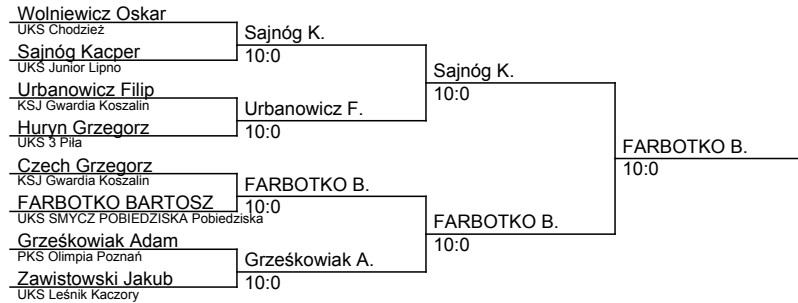 Wolniewicz Oskar
UKS Chodzież
Sajnóg Kacper
UKS Junior Lipno
Urbanowicz Filip
KSJ Gwardia Koszalin
Huryn Grzegorz
UKS 3 Piła
Czech Grzegorz
KSJ Gwardia Koszalin
FARBOTKO BARTOSZ
UKS SMYCZ POBIEDZISKA Pobiedziska
Grześkowiak Adam
PKS Olimpia Poznań
Zawistowski Jakub
UKS Leśnik Kaczory
Sajnóg K.
10:0
Urbanowicz F.
10:0
FARBOTKO B.
10:0
Grześkowiak A.
10:0
Sajnóg K.
10:0
FARBOTKO B.
10:0
FARBOTKO B.
10:0